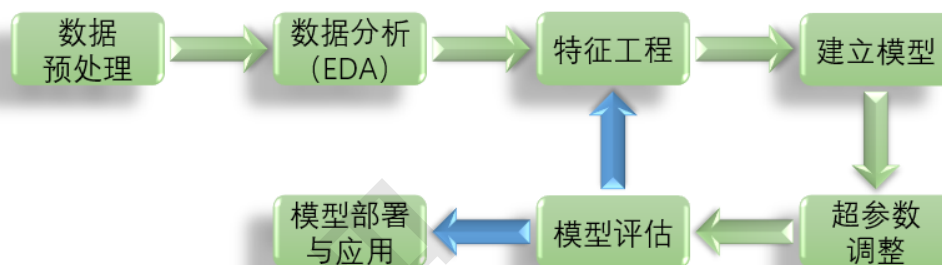 数据
预处理
数据分析
（EDA）
特征工程
建立模型
模型部署
与应用
模型评估
超参数
调整